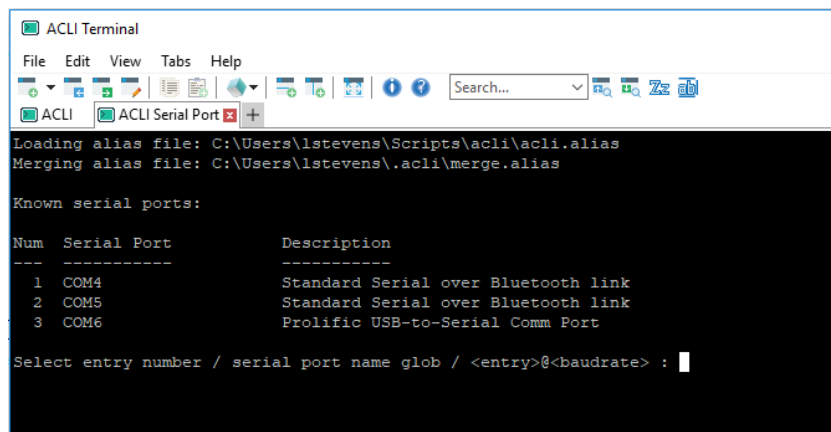 ACLI Terminal
File Edit View Tabs Help
Search...
ACLI ACLI Serial Port
Loading alias file: C:\Users\lstevens\Scripts\acli\acli.alias
Merging alias file: C:\Users\lstevens\.acli\merge.alias
Known serial ports:
Num Serial Port Description
--- ----------- -----------
1 COM4 Standard Serial over Bluetooth link
2 COM5 Standard Serial over Bluetooth link
3 COM6 Prolific USB-to-Serial Comm Port
Select entry number / serial port name glob / <entry>@<baudrate> :